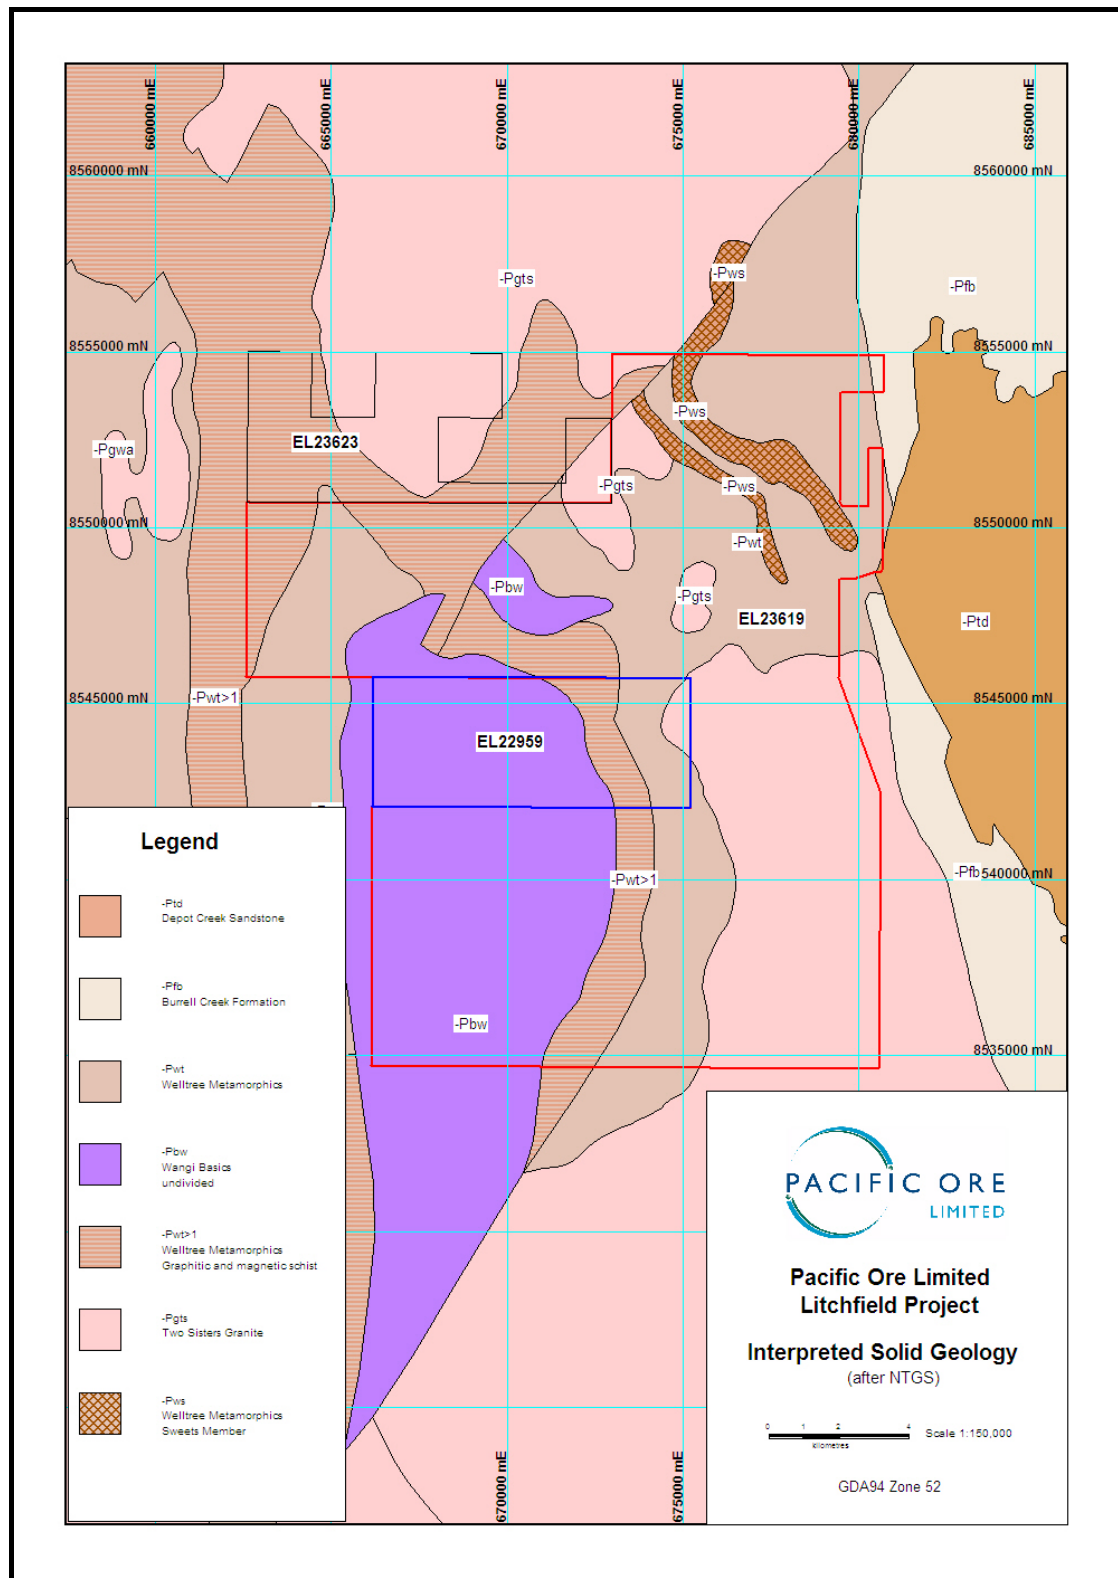 660000 mE
665000 mE
670000 mE
675000 mE
680000 mE
685000 mE
8560000 mN
8560000 mN
-Pws
-Pgts
-Pfb
8555000 mN
8555000 mN
-Pws
EL23623
-Pgwa
-Pgts
-Pws
8550000 mN
8550000 mN
-Pwt
-Pbw
-Pgts
EL23619
-Ptd
-Pwt>1
8545000 mN
8545000 mN
EL22959
-Pfb
540000 mN
-Pwt>1
-Pbw
8535000 mN
670000 mE
675000 mE
Legend
-Ptd
Depot Creek Sandstone
-Pfb
Burrell Creek Formation
-Pwt
Welltree Metamorphics
-Pbw
Wangi Basics
undivided
-Pwt>1
Welltree Metamorphics
Graphitic and magnetic schist
-Pgts
Two Sisters Granite
-Pws
Welltree Metamorphics
Sweets Member
PACIFIC ORE
LIMITED
Pacific Ore Limited
Litchfield Project
Interpreted Solid Geology
(after NTGS)
0 1 2 4
kilometres
Scale 1:150,000
GDA94 Zone 52